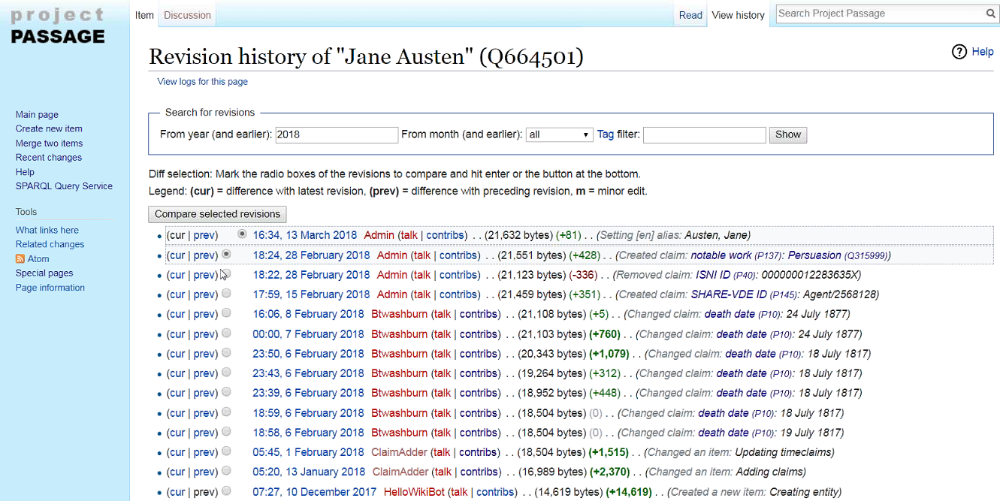 project
PASSAGE
Item Discussion Read View history Search Project Passage
Revision history of "Jane Austen" (Q664501)
Help
View logs for this page
Main page
Create new item
Merge two items
Recent changes
Help
SPARQL Query Service
Tools
What links here
Related changes
Atom
Special pages
Page information
Search for revisions
From year (and earlier): 2018 From month (and earlier): all Tag filter: Show
Diff selection: Mark the radio boxes of the revisions to compare and hit enter or the button at the bottom.
Legend: (cur) = difference with latest revision, (prev) = difference with preceding revision, m = minor edit.
Compare selected revisions
(cur | prev) 16:34, 13 March 2018 Admin (talk | contribs) . . (21,632 bytes) (+81) . . (Setting [en] alias: Austen, Jane)
(cur | prev) 18:24, 28 February 2018 Admin (talk | contribs) . . (21,551 bytes) (+428) . . (Created claim: notable work (P137): Persuasion (Q315999))
(cur | prev) 18:22, 28 February 2018 Admin (talk | contribs) . . (21,123 bytes) (-336) . . (Removed claim: ISNI ID (P40): 000000012283635X)
(cur | prev) 17:59, 15 February 2018 Admin (talk | contribs) . . (21,459 bytes) (+351) . . (Created claim: SHARE-VDE ID (P145): Agent/2568128)
(cur | prev) 16:06, 8 February 2018 Btwashburn (talk | contribs) . . (21,108 bytes) (+5) . . (Changed claim: death date (P10): 24 July 1877)
(cur | prev) 00:00, 7 February 2018 Btwashburn (talk | contribs) . . (21,103 bytes) (+760) . . (Changed claim: death date (P10): 24 July 1877)
(cur | prev) 23:50, 6 February 2018 Btwashburn (talk | contribs) . . (20,343 bytes) (+1,079) . . (Changed claim: death date (P10): 18 July 1817)
(cur | prev) 23:43, 6 February 2018 Btwashburn (talk | contribs) . . (19,264 bytes) (+312) . . (Changed claim: death date (P10): 18 July 1817)
(cur | prev) 23:39, 6 February 2018 Btwashburn (talk | contribs) . . (18,952 bytes) (+448) . . (Changed claim: death date (P10): 18 July 1817)
(cur | prev) 18:59, 6 February 2018 Btwashburn (talk | contribs) . . (18,504 bytes) (0) . . (Changed claim: death date (P10): 18 July 1817)
(cur | prev) 18:58, 6 February 2018 Btwashburn (talk | contribs) . . (18,504 bytes) (0) . . (Changed claim: death date (P10): 19 July 1817)
(cur | prev) 05:45, 1 February 2018 ClaimAdder (talk | contribs) . . (18,504 bytes) (+1,515) . . (Changed an item: Updating timeclaims)
(cur | prev) 05:20, 13 January 2018 ClaimAdder (talk | contribs) . . (16,989 bytes) (+2,370) . . (Changed an item: Adding claims)
(cur | prev) 07:27, 10 December 2017 HelloWikiBot (talk | contribs) . . (14,619 bytes) (+14,619) . . (Created a new item: Creating entity)